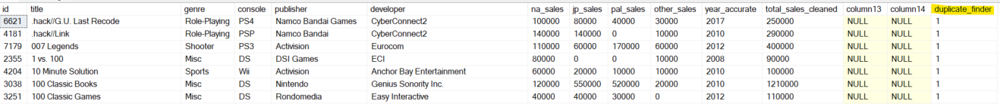 id title genre console publisher developer na_sales jp_sales pal_sales other_sales year_accurate total_sales_cleaned column13 column14 duplicate_finder
6621 .hack//G.U. Last Recode Role-Playing PS4 Namco Bandai Games CyberConnect2 100000 80000 40000 30000 2017 250000 NULL NULL 1
4181 .hack//Link Role-Playing PSP Namco Bandai CyberConnect2 140000 140000 0 10000 2010 290000 NULL NULL 1
7179 007 Legends Shooter PS3 Activision Eurocom 110000 60000 170000 60000 2012 400000 NULL NULL 1
2355 1 vs. 100 Misc DS DSI Games ECI 80000 0 0 10000 2008 90000 NULL NULL 1
4204 10 Minute Solution Sports Wii Activision Anchor Bay Entertainment 60000 20000 10000 10000 2010 100000 NULL NULL 1
3038 100 Classic Books Misc DS Nintendo Genius Sonority Inc. 120000 550000 520000 20000 2010 1210000 NULL NULL 1
3251 100 Classic Games Misc DS Rondomedia Easy Interactive 40000 40000 30000 0 2012 110000 NULL NULL 1